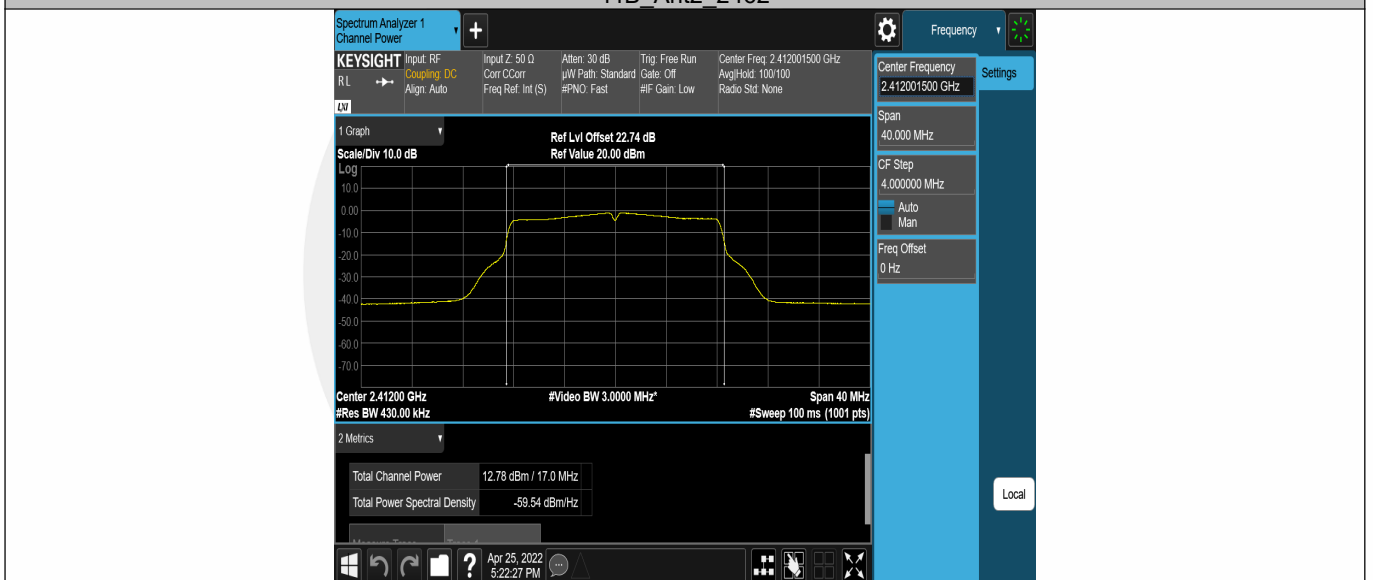 Spectrum Analyzer 1
Channel Power
+
Frequency
KEYSIGHT
R L
LXI
Input: RF
Coupling: DC
Align: Auto
Input Z: 50 Ω
Corr CCorr
Freq Ref: Int (S)
Atten: 30 dB
µW Path: Standard
#PNO: Fast
Trig: Free Run
Gate: Off
#IF Gain: Low
Center Freq: 2.412001500 GHz
Avg|Hold: 100/100
Radio Std: None
Center Frequency
2.412001500 GHz
Settings
Span
40.000 MHz
CF Step
4.000000 MHz
Auto
Man
Freq Offset
0 Hz
1 Graph
Scale/Div 10.0 dB
Ref Lvl Offset 22.74 dB
Ref Value 20.00 dBm
Log
10.0
0.00
-10.0
-20.0
-30.0
-40.0
-50.0
-60.0
-70.0
Center 2.41200 GHz
#Video BW 3.0000 MHz*
Span 40 MHz
#Res BW 430.00 kHz
#Sweep 100 ms (1001 pts)
2 Metrics
Total Channel Power 12.78 dBm / 17.0 MHz
Total Power Spectral Density -59.54 dBm/Hz
Local
?
Apr 25, 2022
5:22:27 PM